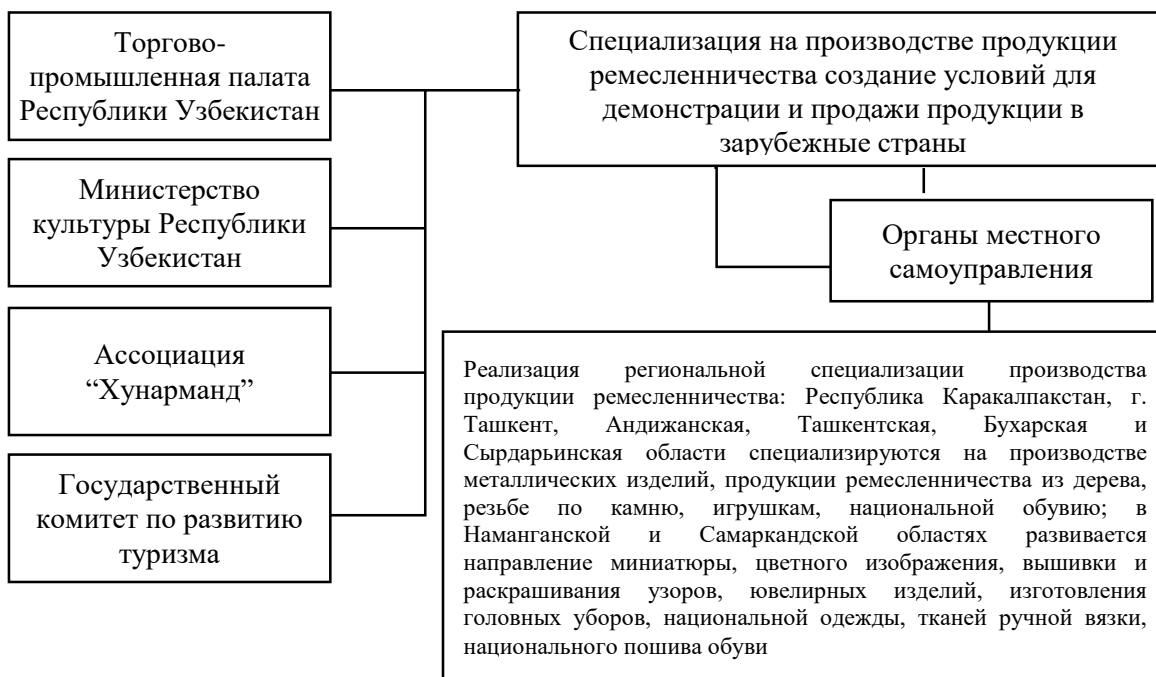 Торгово-
промышленная палата
Республики Узбекистан
Министерство
культуры Республики
Узбекистан
Ассоциация
“Хунарманд”
Государственный
комитет по развитию
туризма
Специализация на производстве продукции
ремесленничества создание условий для
демонстрации и продажи продукции в
зарубежные страны
Органы местного
самоуправления
Реализация региональной специализации производства
продукции ремесленничества: Республика Каракалпакстан, г.
Ташкент, Андижанская, Ташкентская, Бухарская и
Сырдарьинская области специализируются на производстве
металлических изделий, продукции ремесленничества из дерева,
резьбе по камню, игрушкам, национальной обувию; в
Наманганской и Самаркандской областях развивается
направление миниатюры, цветного изображения, вышивки и
раскрашивания узоров, ювелирных изделий, изготовления
головных уборов, национальной одежды, тканей ручной вязки,
национального пошива обуви